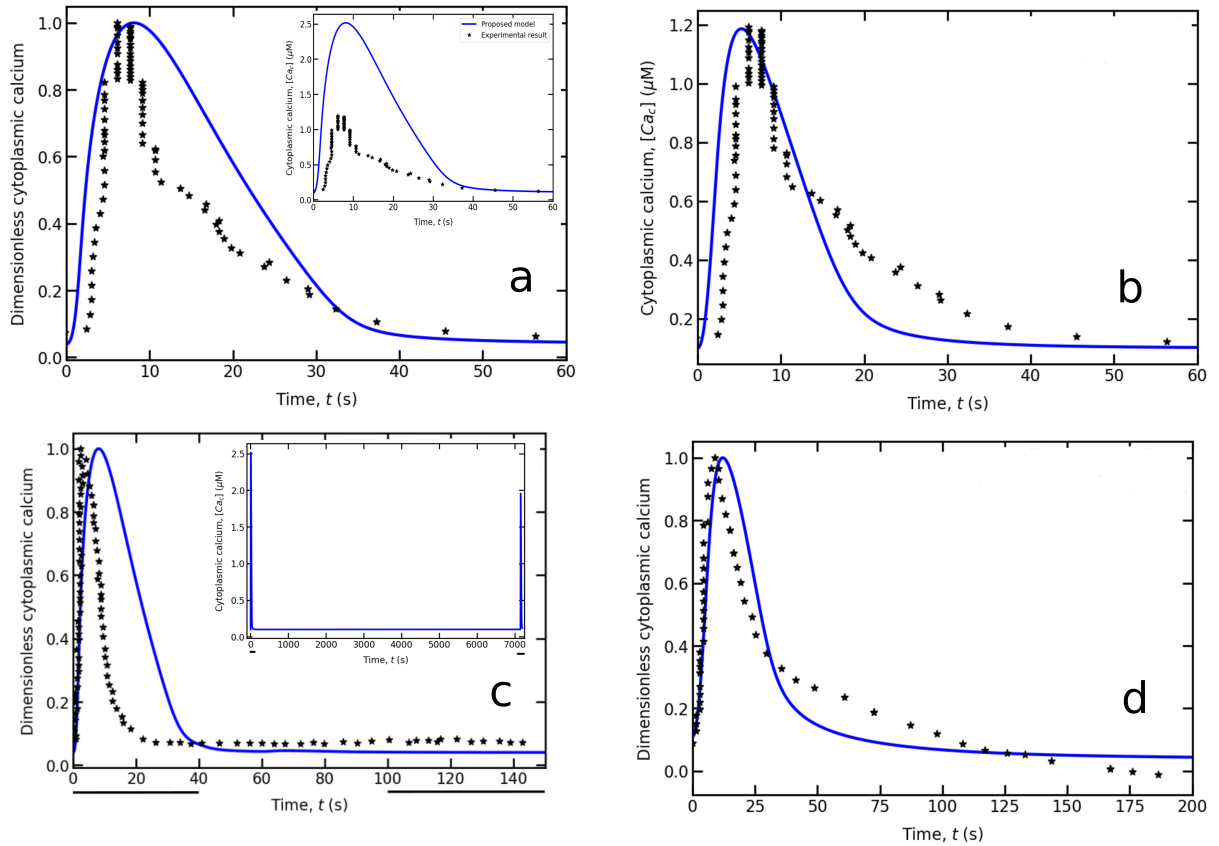 Dimensionless cytoplasmic calcium
1.0
0.8
0.6
0.4
0.2
0.0
0 10 20 30 40 50 60
Time, t (s)
a
Cytoplasmic calcium, [Ca_c] (μM)
2.5
2.0
1.5
1.0
0.5
0.0
0 10 20 30 40 50 60
Time, t (s)
Proposed model
Experimental result
Cytoplasmic calcium, [Ca_c] (μM)
1.2
1.0
0.8
0.6
0.4
0.2
0 10 20 30 40 50 60
Time, t (s)
b
Dimensionless cytoplasmic calcium
1.0
0.8
0.6
0.4
0.2
0.0
0 20 40 60 80 100 120 140
Time, t (s)
c
Cytoplasmic calcium, [Ca_c] (μM)
2.5
2.0
1.5
1.0
0.5
0.0
0 1000 2000 3000 4000 5000 6000 7000
Time, t (s)
Dimensionless cytoplasmic calcium
1.0
0.8
0.6
0.4
0.2
0.0
0 25 50 75 100 125 150 175 200
Time, t (s)
d